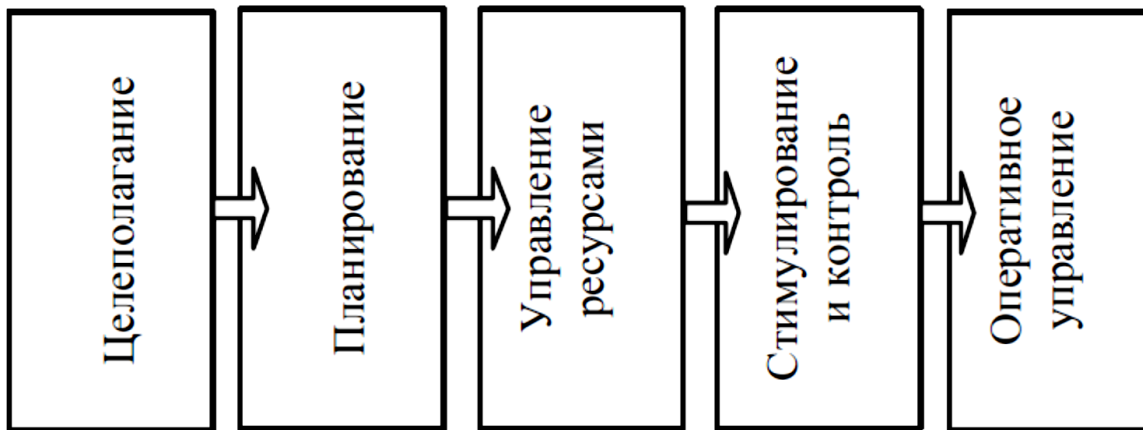 Целеполагание
Планирование
Управление
ресурсами
Стимулирование
и контроль
Оперативное
управление